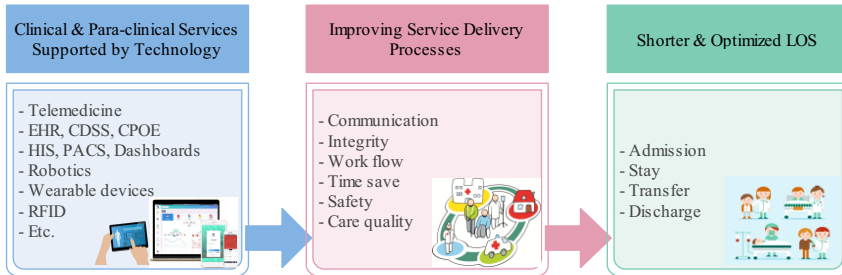 Clinical & Para-clinical Services
Supported by Technology
- Telemedicine
- EHR, CDSS, CPOE
- HIS, PACS, Dashboards
- Robotics
- Wearable devices
- RFID
- Etc.
Improving Service Delivery
Processes
- Communication
- Integrity
- Work flow
- Time save
- Safety
- Care quality
Shorter & Optimized LOS
- Admission
- Stay
- Transfer
- Discharge